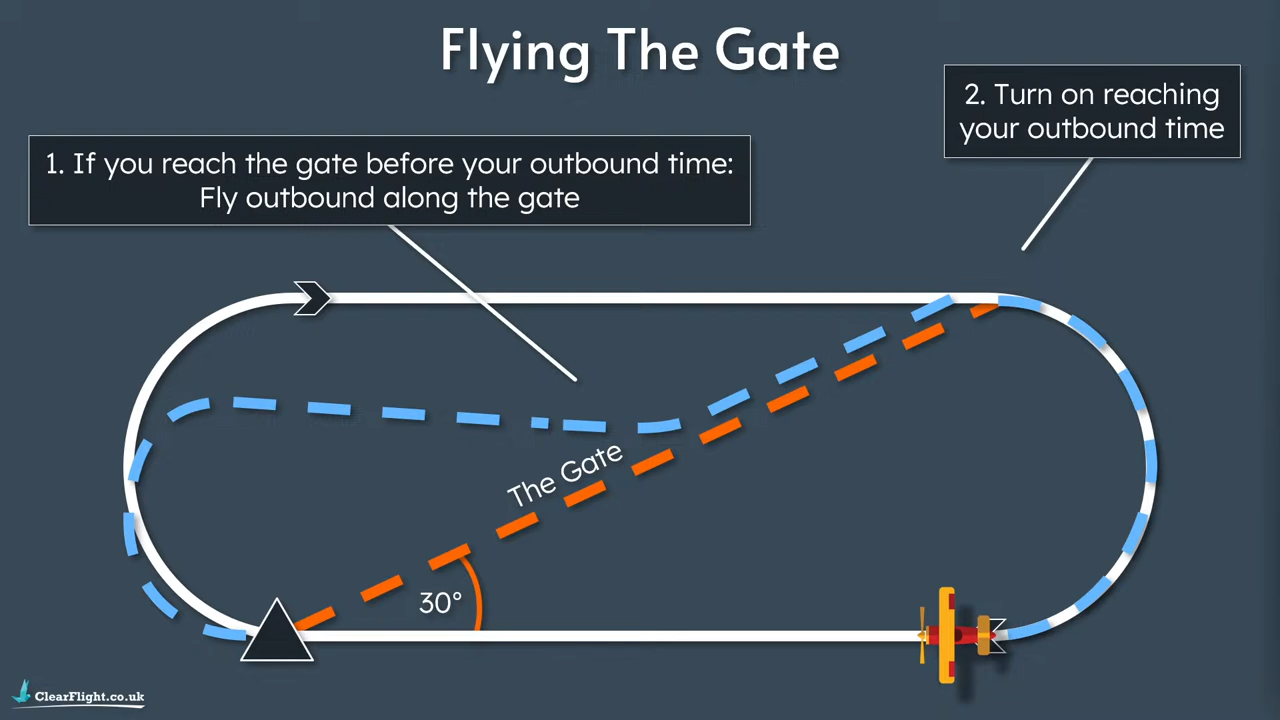 Flying The Gate
2. Turn on reaching
your outbound time
1. If you reach the gate before your outbound time:
Fly outbound along the gate
The Gate
30°
ClearFlight.co.uk